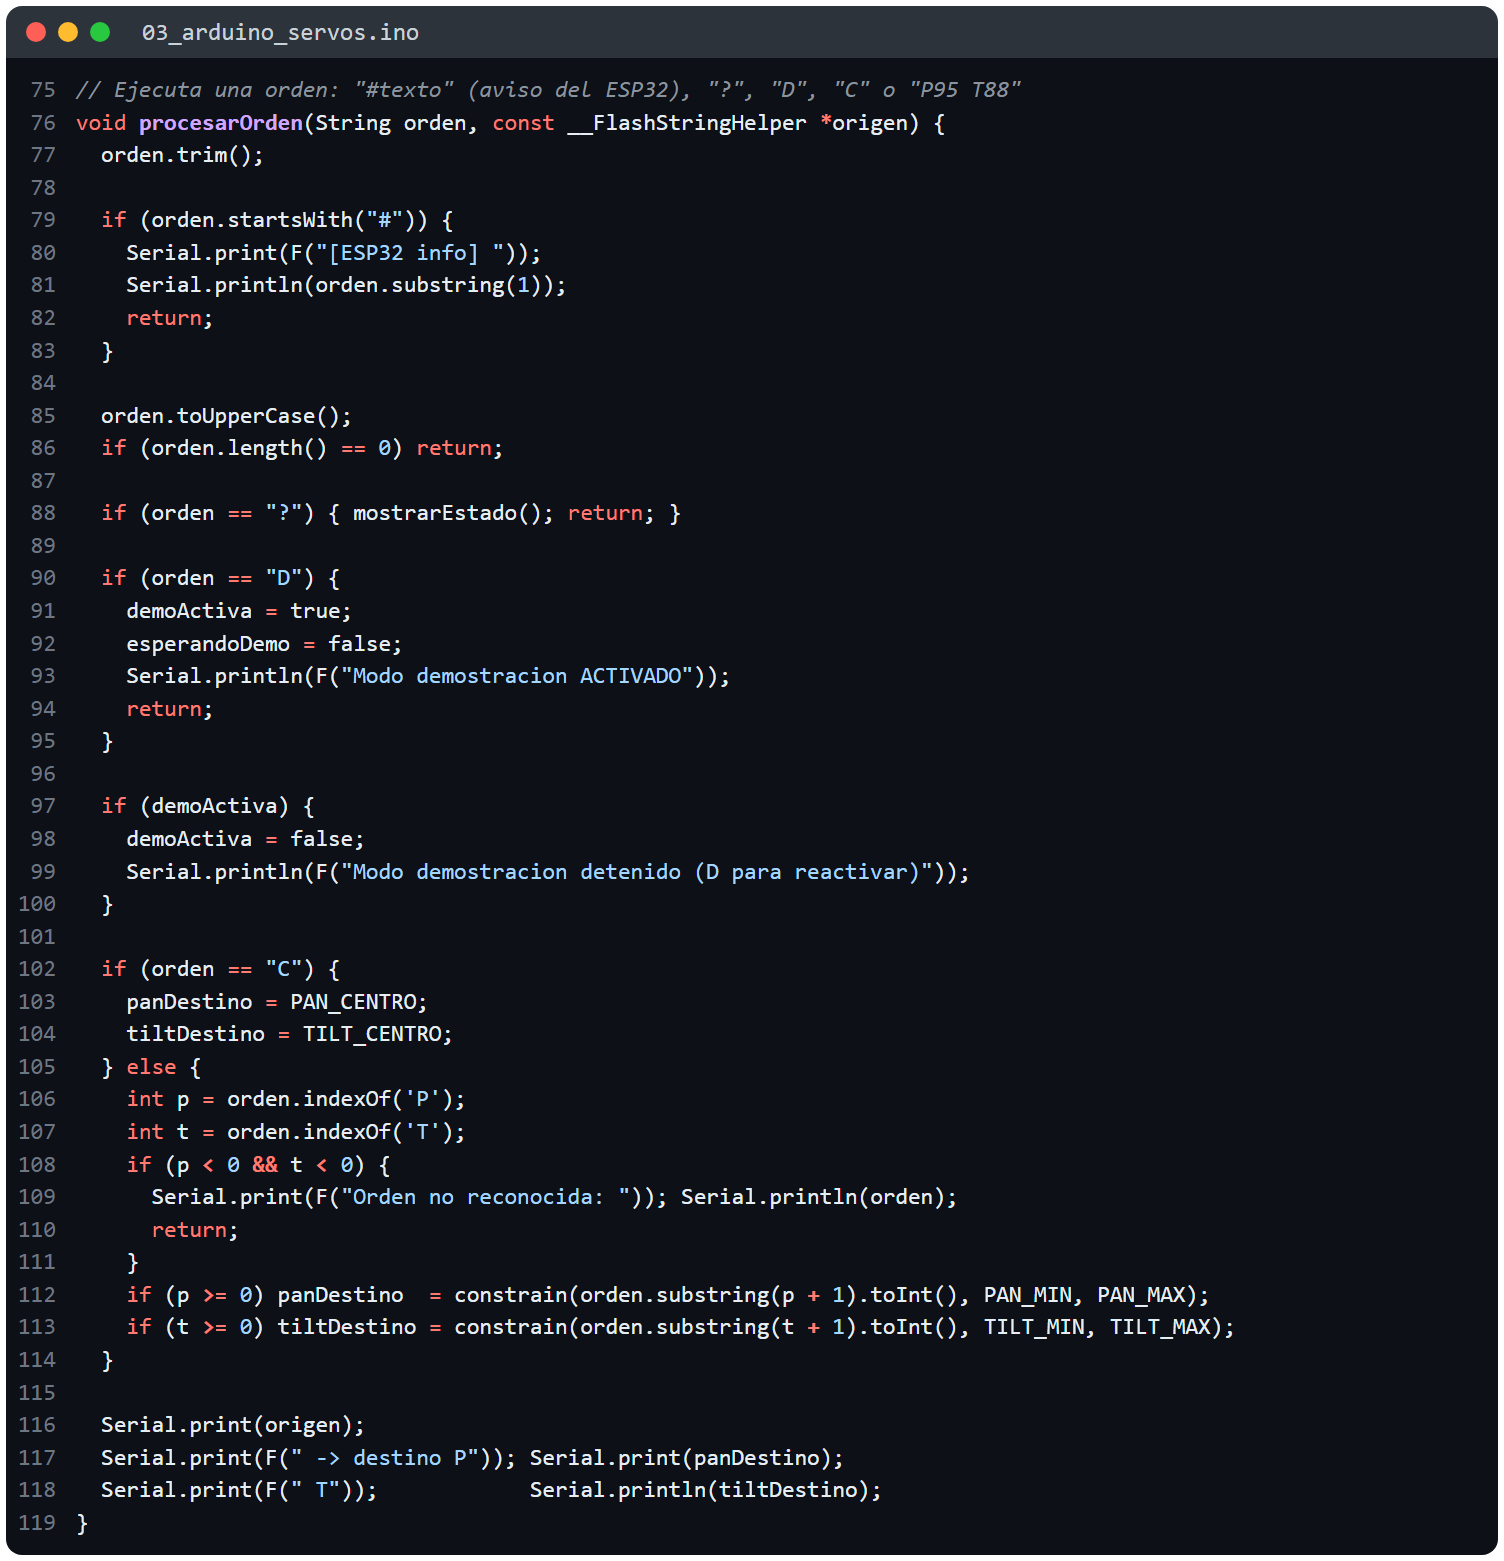 03_arduino_servos.ino
75 // Ejecuta una orden: "#texto" (aviso del ESP32), "?", "D", "C" o "P95 T88"
76 void procesarOrden(String orden, const __FlashStringHelper *origen) {
77   orden.trim();
78
79   if (orden.startsWith("#")) {
80     Serial.print(F("[ESP32 info] "));
81     Serial.println(orden.substring(1));
82     return;
83   }
84
85   orden.toUpperCase();
86   if (orden.length() == 0) return;
87
88   if (orden == "?") { mostrarEstado(); return; }
89
90   if (orden == "D") {
91     demoActiva = true;
92     esperandoDemo = false;
93     Serial.println(F("Modo demostracion ACTIVADO"));
94     return;
95   }
96
97   if (demoActiva) {
98     demoActiva = false;
99     Serial.println(F("Modo demostracion detenido (D para reactivar)"));
100   }
101
102   if (orden == "C") {
103     panDestino = PAN_CENTRO;
104     tiltDestino = TILT_CENTRO;
105   } else {
106     int p = orden.indexOf('P');
107     int t = orden.indexOf('T');
108     if (p < 0 && t < 0) {
109       Serial.print(F("Orden no reconocida: ")); Serial.println(orden);
110       return;
111     }
112     if (p >= 0) panDestino  = constrain(orden.substring(p + 1).toInt(), PAN_MIN, PAN_MAX);
113     if (t >= 0) tiltDestino = constrain(orden.substring(t + 1).toInt(), TILT_MIN, TILT_MAX);
114   }
115
116   Serial.print(origen);
117   Serial.print(F(" -> destino P")); Serial.print(panDestino);
118   Serial.print(F(" T"));            Serial.println(tiltDestino);
119 }